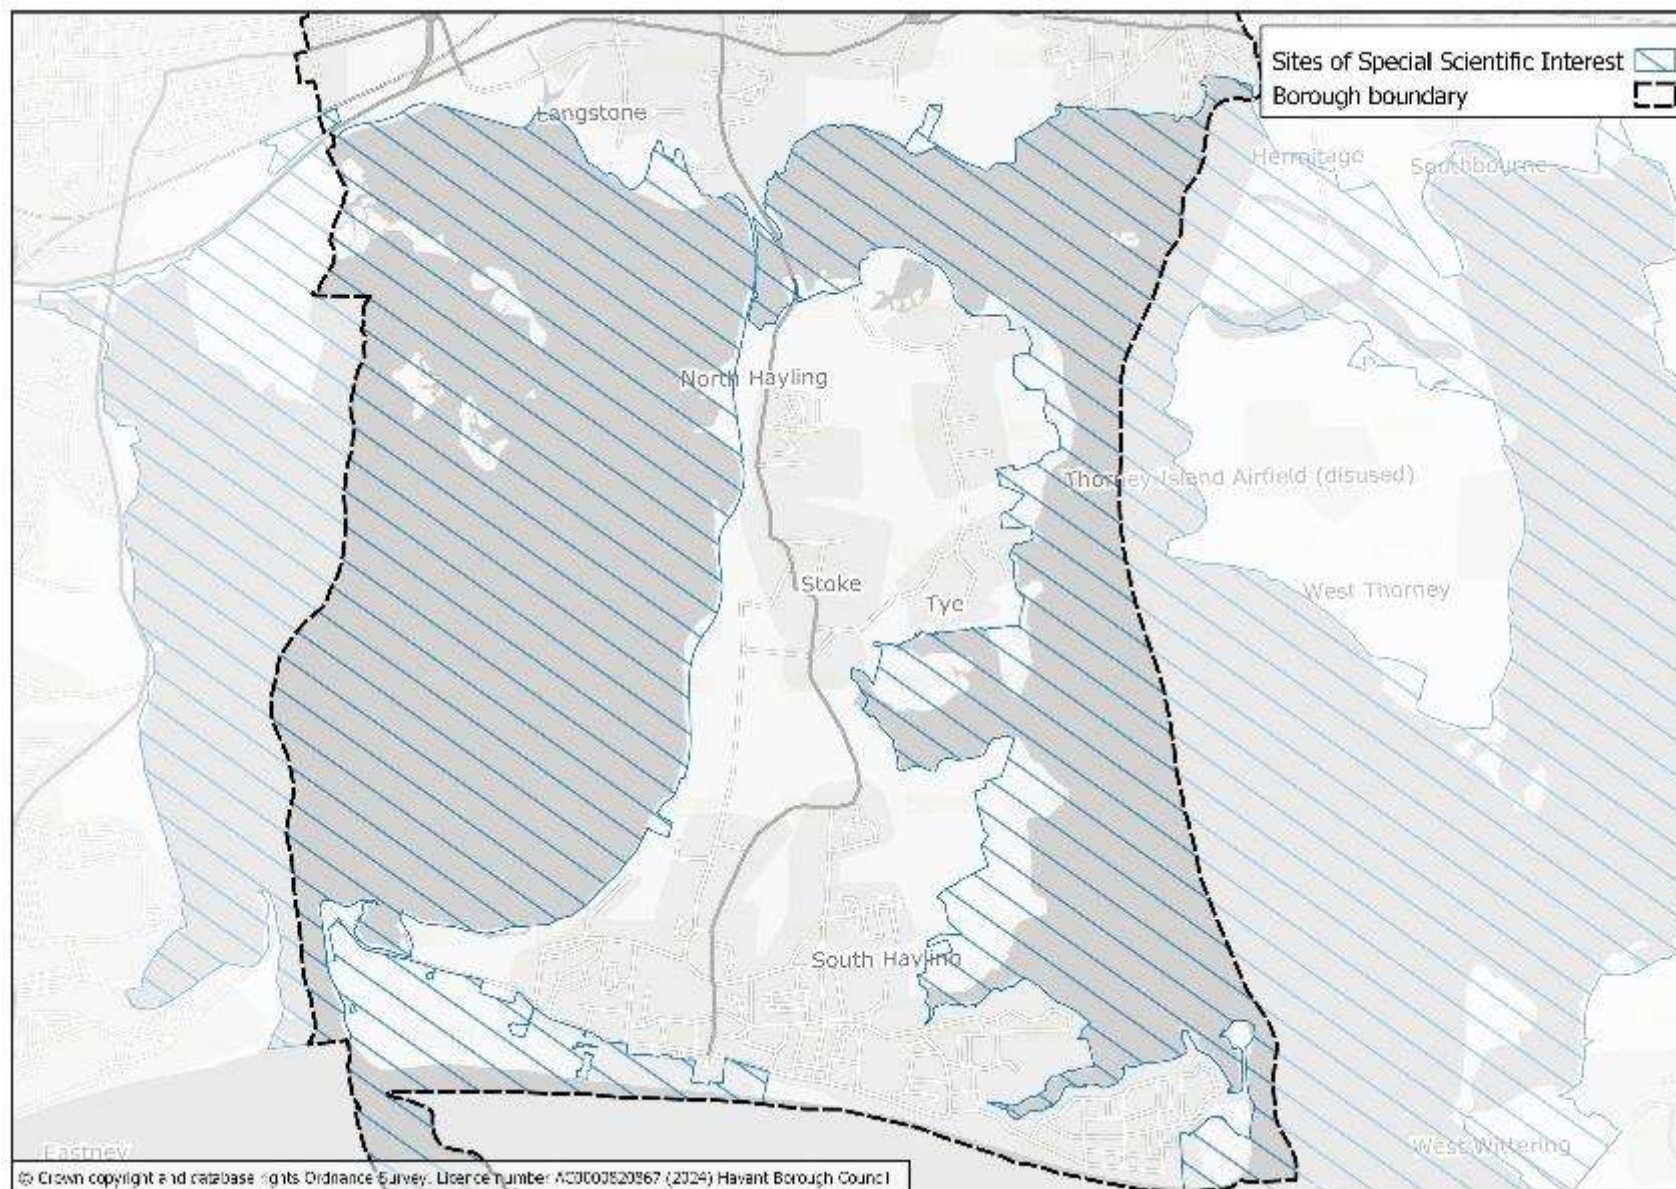 Sites of Special Scientific Interest
Borough boundary
Langstone
Hermitage
Southbourne
North Hayling
Thorney Island Airfield (disused)
Stoke
Tye
West Thorney
South Hayling
Eastney
West Wittering
© Crown copyright and database rights Ordnance Survey. Licence number AC0000820867 (2024) Havant Borough Council